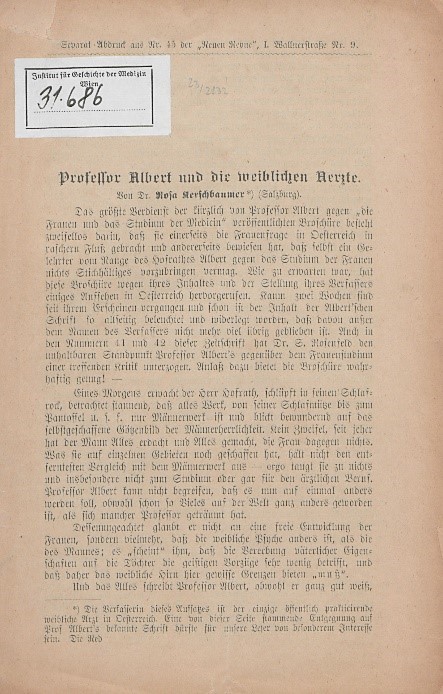 Separat-Abdruck aus Nr. 45 der „Neuen Revue", I. Wallnerstraße Nr. 9.
Institut für Geschichte der Medizin
Wien
31.686
Professor Albert und die weiblichen Aerzte.
Von Dr. Rosa Kerschbaumer*) (Salzburg).
Das größte Verdienst der kürzlich von Professor Albert gegen „die
Frauen und das Studium der Medicin" veröffentlichten Broschüre besteht
zweifellos darin, daß sie einerseits die Frauenfrage in Oesterreich in
raschern Fluß gebracht und andererseits bewiesen hat, daß selbst ein Ge-
lehrter vom Range des Hofrathes Albert gegen das Studium der Frauen
nichts Stichhältiges vorzubringen vermag. Wie zu erwarten war, hat
diese Broschüre wegen ihres Inhaltes und der Stellung ihres Verfassers
einiges Aufsehen in Oesterreich hervorgerufen. Kaum zwei Wochen sind
seit ihrem Erscheinen vergangen und schon ist der Inhalt der Albert'schen
Schrift so allseitig beleuchtet und widerlegt worden, daß davon außer
dem Namen des Verfassers nicht mehr viel übrig geblieben ist. Auch in
den Nummern 41 und 42 dieser Zeitschrift hat Dr. S. Rosenfeld den
unhaltbaren Standpunkt Professor Albert's gegenüber dem Frauenstudium
einer treffenden Kritik unterzogen. Anlaß dazu bietet die Broschüre wahr-
haftig genug! —
Eines Morgens erwacht der Herr Hofrath, schlüpft in seinen Schlaf-
rock, betrachtet staunend, daß alles Werk, von seiner Schlafmütze bis zum
Pantoffel u. s. f. nur Männerwerk ist und blickt bewundernd auf das
selbstgeschaffene Götzenbild der Männerherrlichkeit. Kein Zweifel, seit jeher
hat der Mann Alles erdacht und Alles gemacht, die Frau dagegen nichts.
Was sie auf einzelnen Gebieten noch geschaffen hat, hält nicht den ent-
ferntesten Vergleich mit dem Männerwerk aus — ergo taugt sie zu nichts
und insbesondere nicht zum Studium oder gar für den ärztlichen Beruf.
Professor Albert kann nicht begreifen, daß es nun auf einmal anders
werden soll, obwohl schon so Vieles auf der Welt ganz anders geworden
ist, als sich mancher Professor geträumt hat.
Dessenungeachtet glaubt er nicht an eine freie Entwicklung der
Frauen, sondern vielmehr, daß die weibliche Psyche anders ist, als die
des Mannes; es „scheint" ihm, daß die Vererbung väterlicher Eigen-
schaften auf die Töchter die geistigen Vorzüge sehr wenig betrifft, und
daß daher das weibliche Hirn hier gewisse Grenzen bieten „muß".
Und das Alles schreibt Professor Albert, obwohl er ganz gut weiß,
*) Die Verfasserin dieses Aufsatzes ist der einzige öffentlich prakticirende
weibliche Arzt in Oesterreich. Eine von dieser Seite stammende Entgegnung auf
Prof Albert's bekannte Schrift dürfte für unsere Leser von besonderem Interesse
sein. Die Red